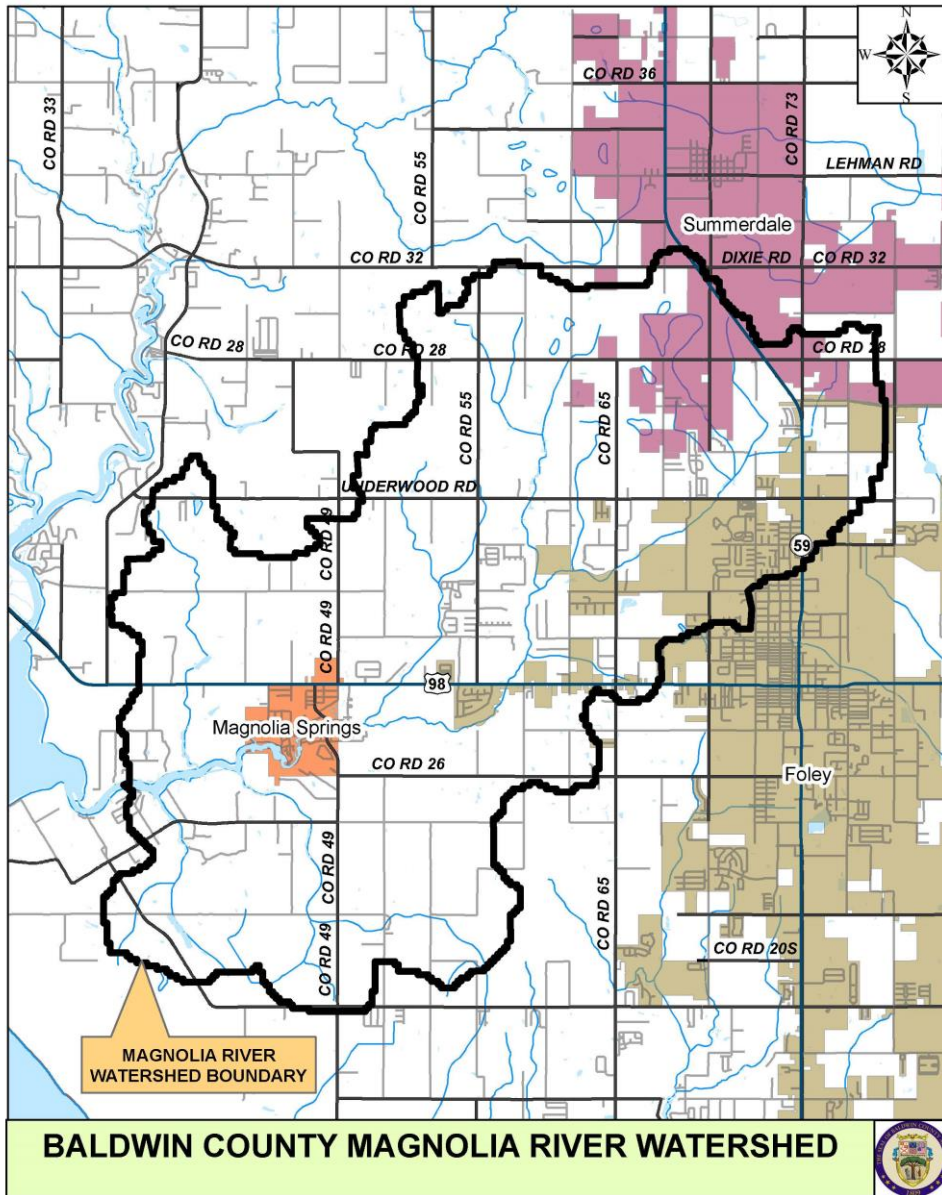 N
W
E
S
CO RD 36
CO RD 33
CO RD 73
CO RD 55
LEHMAN RD
Summerdale
CO RD 32
DIXIE RD
CO RD 32
CO RD 28
CO RD 28
CO RD 28
CO RD 55
CO RD 65
UNDERWOOD RD
59
CO RD 49
98
Magnolia Springs
CO RD 26
Foley
CO RD 49
CO RD 65
CO RD 49
CO RD 20S
MAGNOLIA RIVER
WATERSHED BOUNDARY
BALDWIN COUNTY MAGNOLIA RIVER WATERSHED